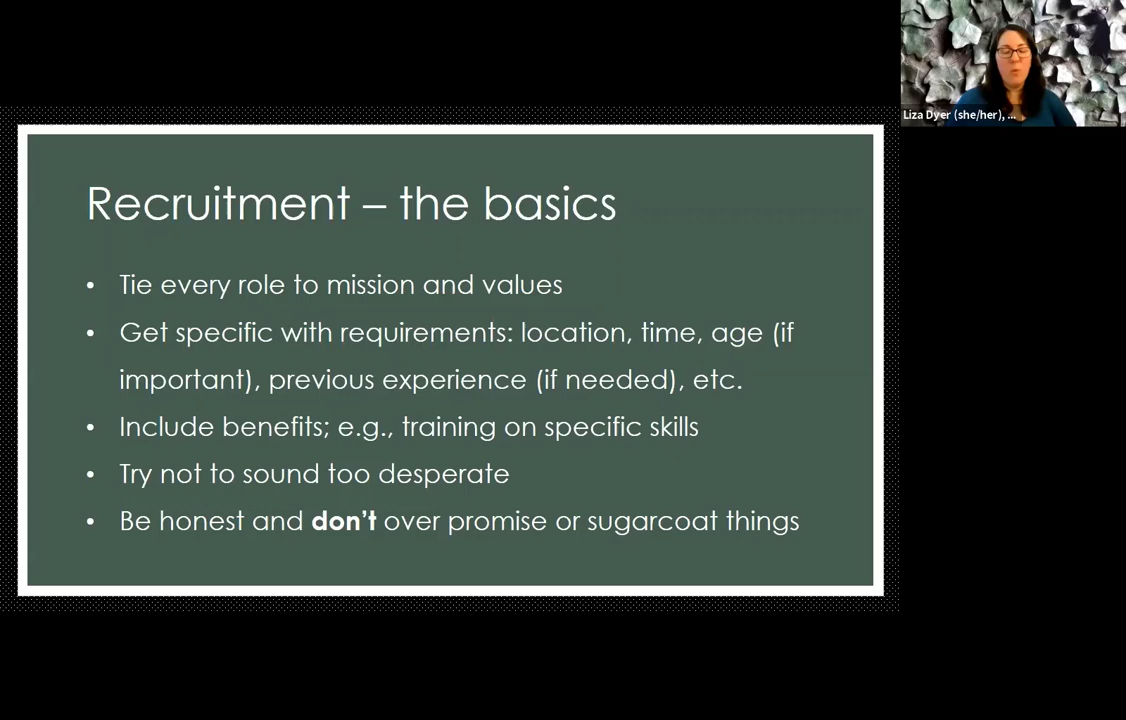 Liza Dyer (she/her), ...
Recruitment – the basics
• Tie every role to mission and values
• Get specific with requirements: location, time, age (if
important), previous experience (if needed), etc.
• Include benefits; e.g., training on specific skills
• Try not to sound too desperate
• Be honest and don’t over promise or sugarcoat things